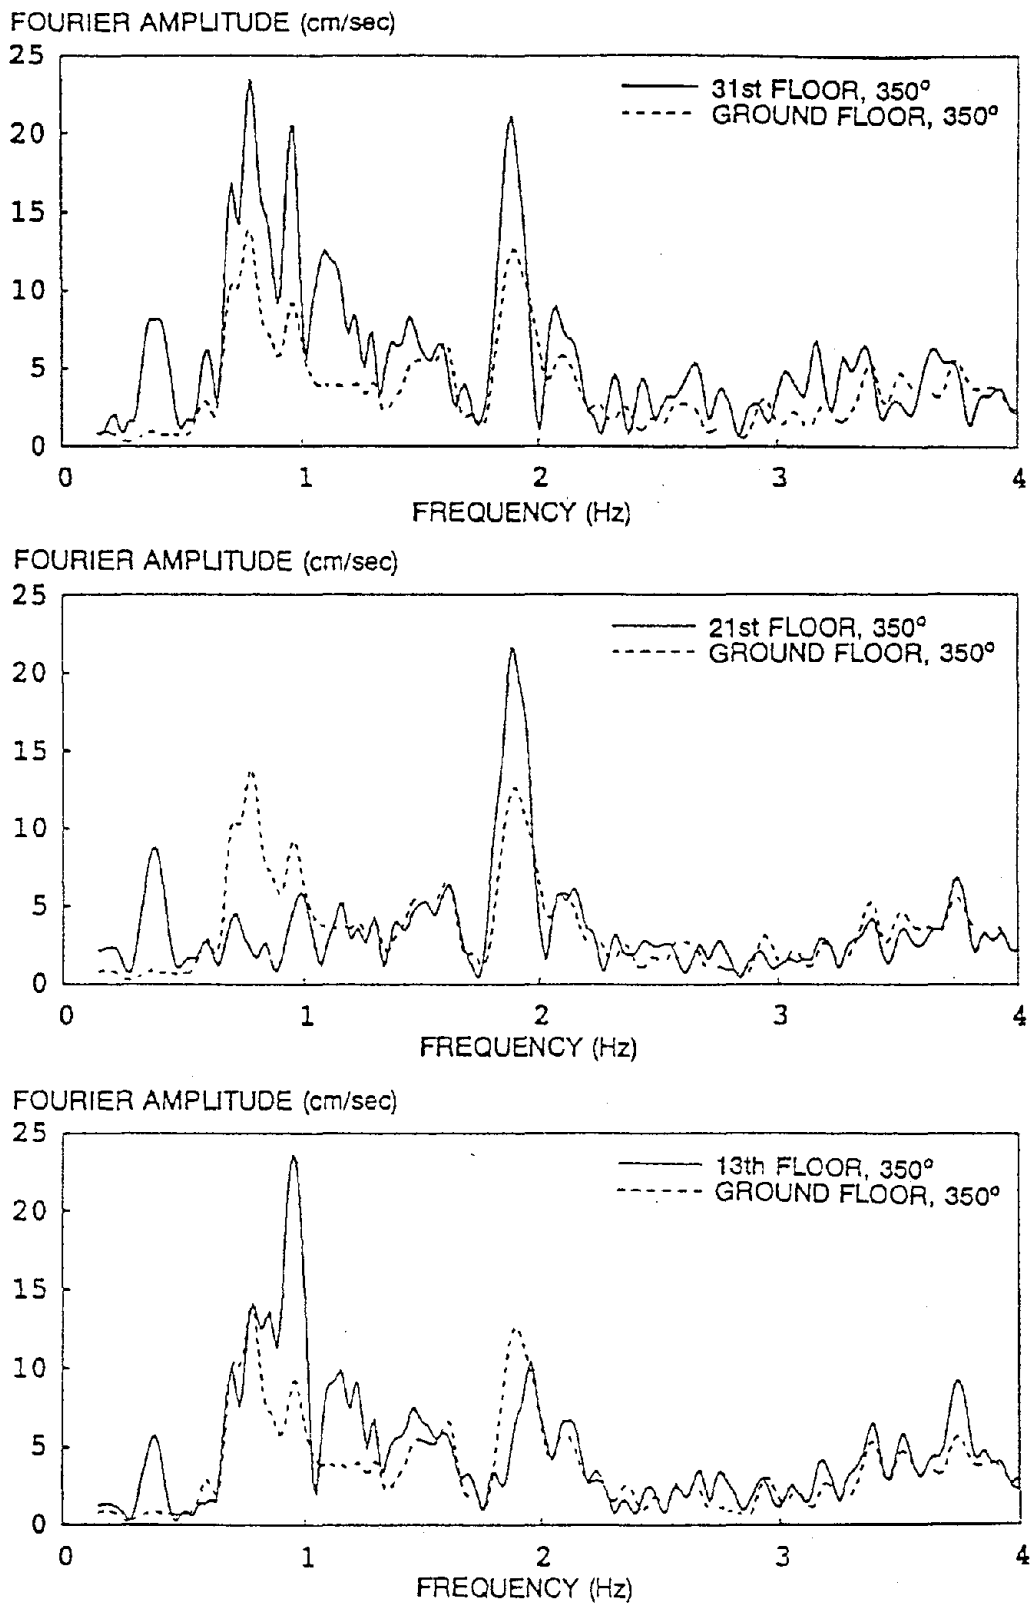 FOURIER AMPLITUDE (cm/sec)
25
31st FLOOR, 350°
GROUND FLOOR, 350°
20
15
10
5
0
0 1 2 3 4
FREQUENCY (Hz)
FOURIER AMPLITUDE (cm/sec)
25
21st FLOOR, 350°
GROUND FLOOR, 350°
20
15
10
5
0
0 1 2 3 4
FREQUENCY (Hz)
FOURIER AMPLITUDE (cm/sec)
25
13th FLOOR, 350°
GROUND FLOOR, 350°
20
15
10
5
0
0 1 2 3 4
FREQUENCY (Hz)